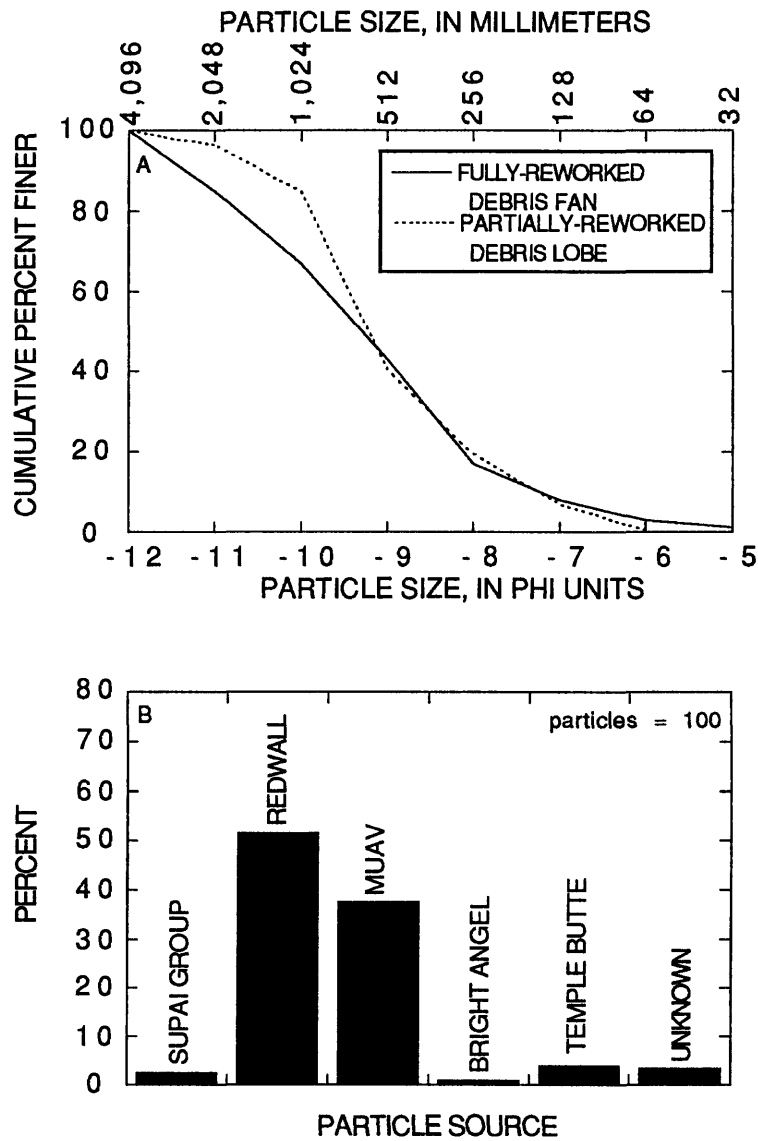 PARTICLE SIZE, IN MILLIMETERS
4,096 2,048 1,024 512 256 128 64 32
100
80
60
40
20
0
CUMULATIVE PERCENT FINER
A
FULLY-REWORKED
DEBRIS FAN
PARTIALLY-REWORKED
DEBRIS LOBE
-12 -11 -10 -9 -8 -7 -6 -5
PARTICLE SIZE, IN PHI UNITS
80
70
60
50
40
30
20
10
0
PERCENT
B
particles = 100
SUPAI GROUP
REDWALL
MUAV
BRIGHT ANGEL
TEMPLE BUTTE
UNKNOWN
PARTICLE SOURCE